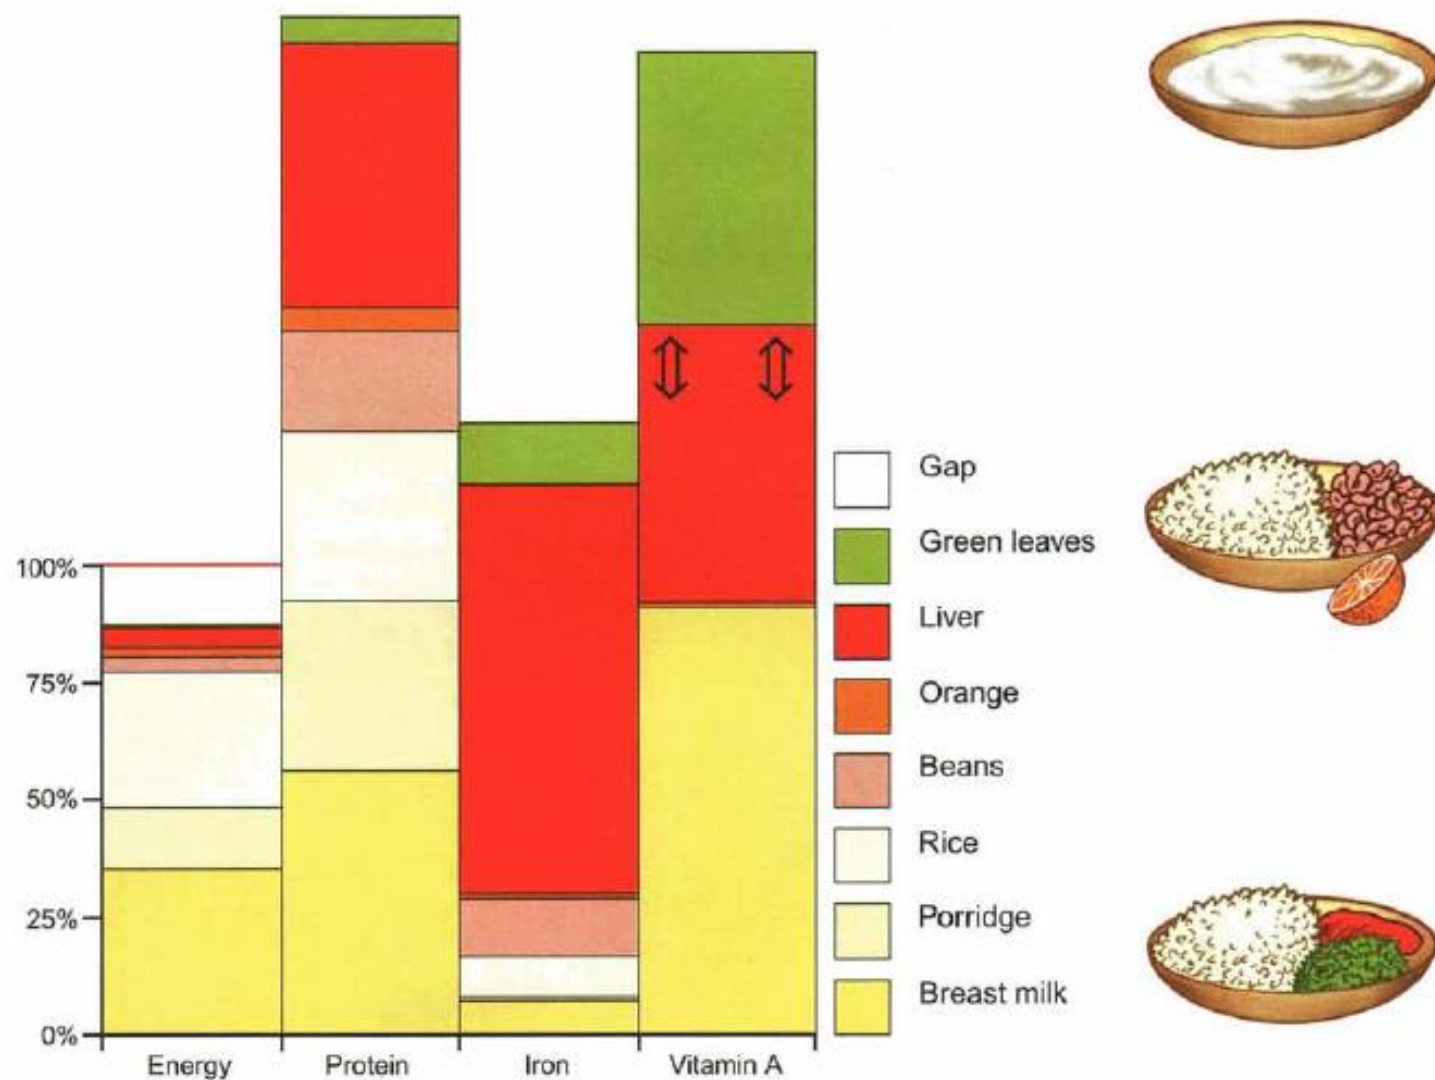 100%
75%
50%
25%
0%
Energy
Protein
Iron
Vitamin A
Gap
Green leaves
Liver
Orange
Beans
Rice
Porridge
Breast milk